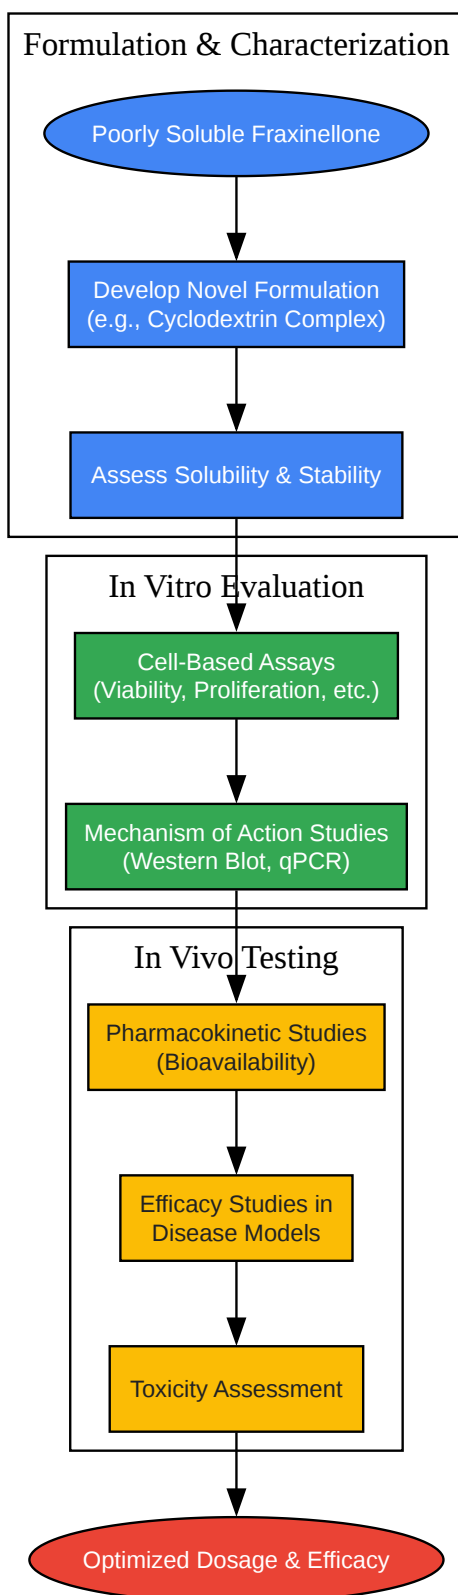 Formulation & Characterization
Poorly Soluble Fraxinellone
Develop Novel Formulation
(e.g., Cyclodextrin Complex)
Assess Solubility & Stability
In Vitro Evaluation
Cell-Based Assays
(Viability, Proliferation, etc.)
Mechanism of Action Studies
(Western Blot, qPCR)
In Vivo Testing
Pharmacokinetic Studies
(Bioavailability)
Efficacy Studies in
Disease Models
Toxicity Assessment
Optimized Dosage & Efficacy